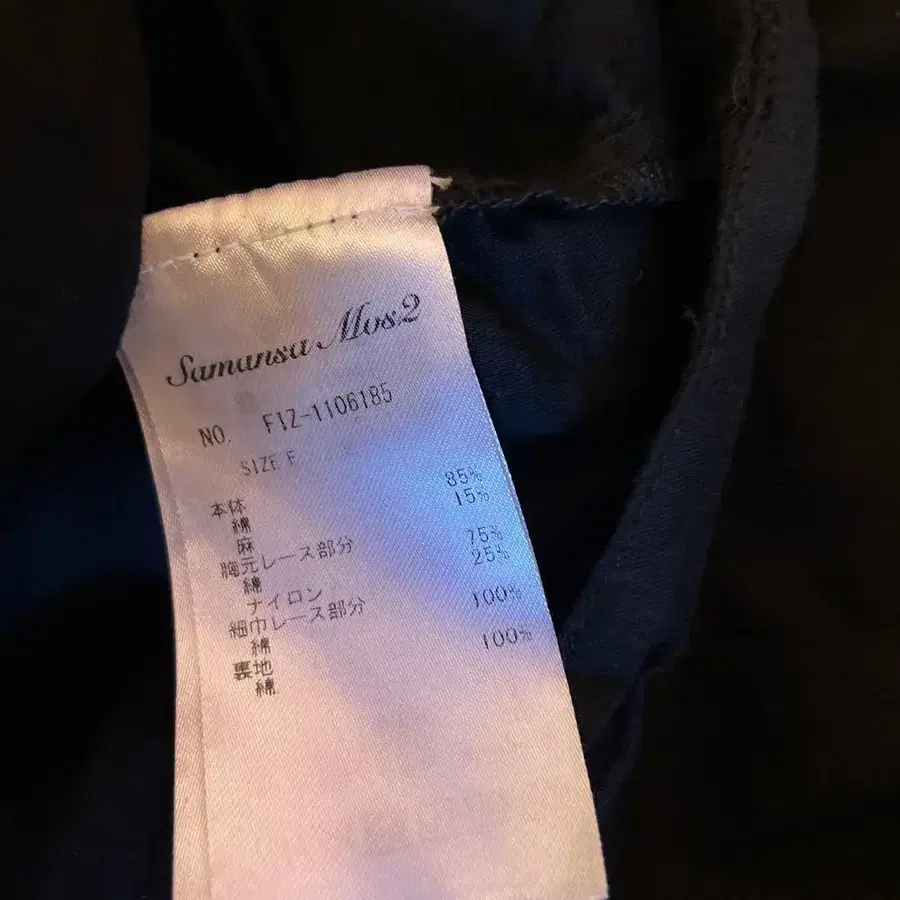 Samansa Mos2
NO. F1Z-1106185
SIZE F
本体
綿 85%
麻 15%
胸元レース部分
綿 75%
ナイロン 25%
細巾レース部分
綿 100%
裏地
綿 100%